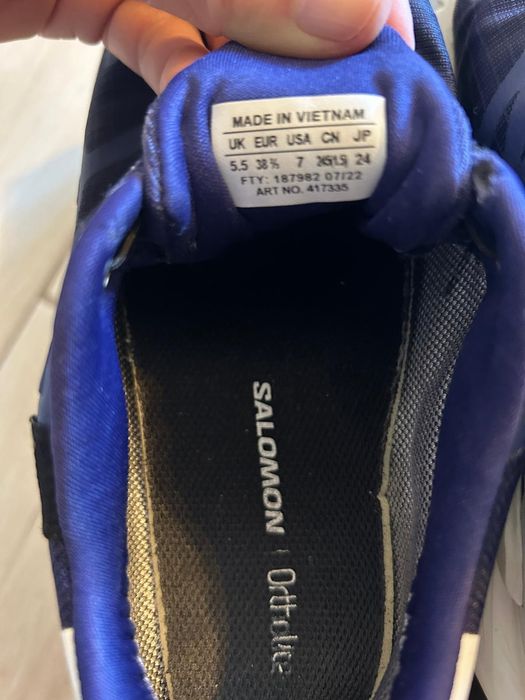 MADE IN VIETNAM
UK EUR USA CN JP
5.5 38⅔ 7 245(1.5) 24
FTY: 187982 07/22
ART NO. 417335
SALOMON | OrthoLite